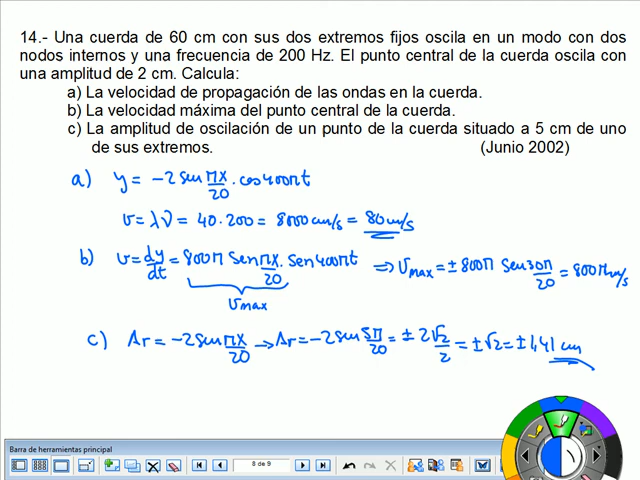 14.- Una cuerda de 60 cm con sus dos extremos fijos oscila en un modo con dos
nodos internos y una frecuencia de 200 Hz. El punto central de la cuerda oscila con
una amplitud de 2 cm. Calcula:
a) La velocidad de propagación de las ondas en la cuerda.
b) La velocidad máxima del punto central de la cuerda.
c) La amplitud de oscilación de un punto de la cuerda situado a 5 cm de uno
de sus extremos. (Junio 2002)
a) y = -2 sen πx/20 · cos 400πt
v = λν = 40·200 = 8000 cm/s = 80 m/s
b) v = dy/dt = 800π sen πx/20 · sen 400πt ⇒ Vmax = ± 800π sen 30π/20 = 800π cm/s
Vmax
c) Ar = -2 sen πx/20 → Ar = -2 sen 5π/20 = ± 2√2/2 = ±√2 = ±1,41 cm
Barra de herramientas principal
8 de 9